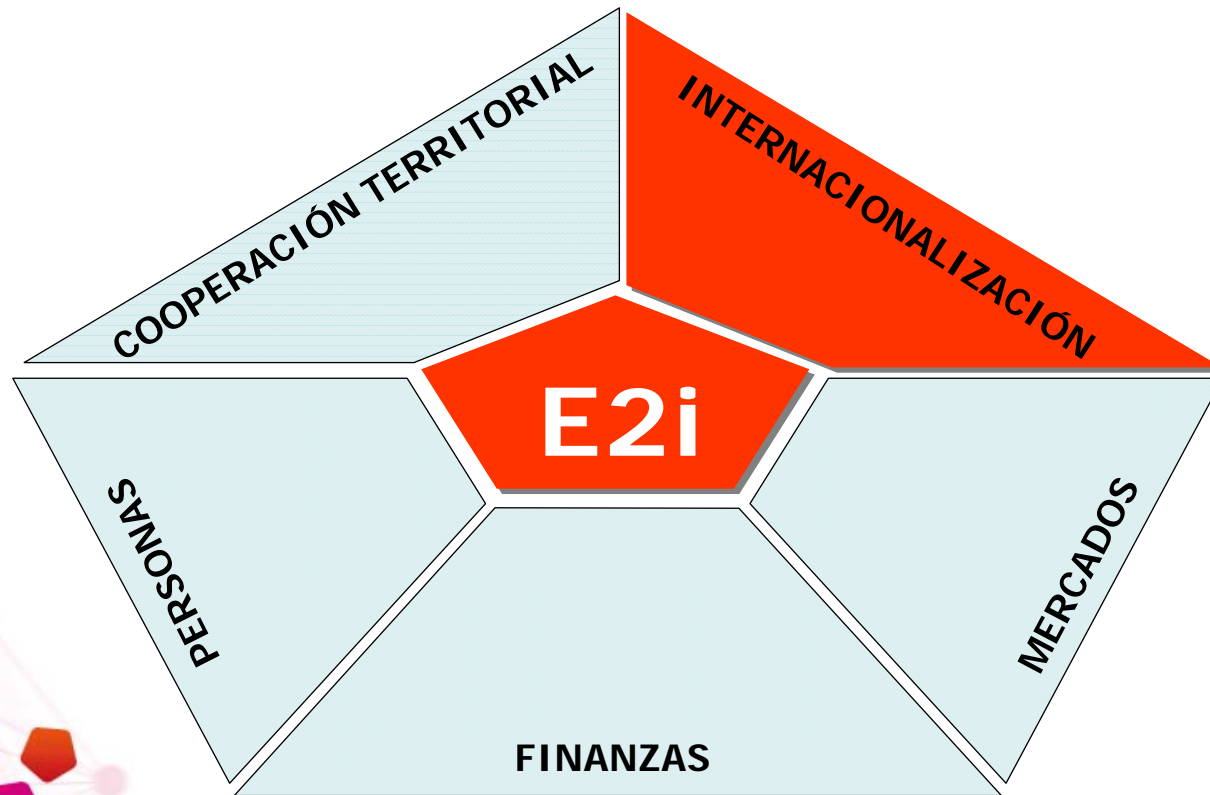 COOPERACIÓN TERRITORIAL
INTERNACIONALIZACIÓN
E2i
PERSONAS
MERCADOS
FINANZAS